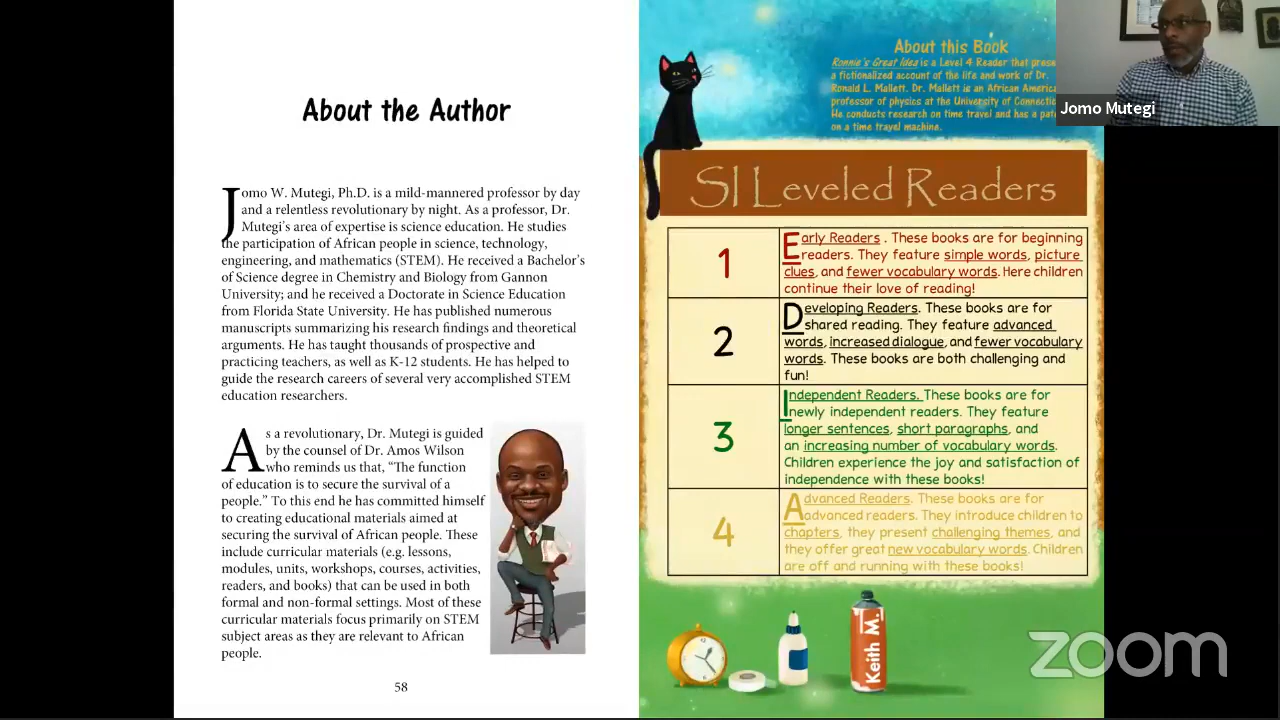 About the Author
Jomo W. Mutegi, Ph.D. is a mild-mannered professor by day
and a relentless revolutionary by night. As a professor, Dr.
Mutegi's area of expertise is science education. He studies
the participation of African people in science, technology,
engineering, and mathematics (STEM). He received a Bachelor's
of Science degree in Chemistry and Biology from Gannon
University; and he received a Doctorate in Science Education
from Florida State University. He has published numerous
manuscripts summarizing his research findings and theoretical
arguments. He has taught thousands of prospective and
practicing teachers, as well as K-12 students. He has helped to
guide the research careers of several very accomplished STEM
education researchers.
As a revolutionary, Dr. Mutegi is guided
by the counsel of Dr. Amos Wilson
who reminds us that, “The function
of education is to secure the survival of a
people.” To this end he has committed himself
to creating educational materials aimed at
securing the survival of African people. These
include curricular materials (e.g. lessons,
modules, units, workshops, courses, activities,
readers, and books) that can be used in both
formal and non-formal settings. Most of these
curricular materials focus primarily on STEM
subject areas as they are relevant to African
people.
58
About this Book
Ronnie's Great Idea is a Level 4 Reader that
a fictionalized account of the life and work of Dr.
Ronald L. Mallett. Dr. Mallett is an African
professor of physics at the University of
He conducts research on time travel and has a
on a time travel machine.
Jomo Mutegi
SI Leveled Readers
1
Early Readers . These books are for beginning
readers. They feature simple words, picture
clues, and fewer vocabulary words. Here children
continue their love of reading!
2
Developing Readers. These books are for
shared reading. They feature advanced
words, increased dialogue, and fewer vocabulary
words. These books are both challenging and
fun!
3
Independent Readers. These books are for
newly independent readers. They feature
longer sentences, short paragraphs, and
an increasing number of vocabulary words.
Children experience the joy and satisfaction of
independence with these books!
4
Advanced Readers. These books are for
advanced readers. They introduce children to
chapters, they present challenging themes, and
they offer great new vocabulary words. Children
are off and running with these books!
Keith M.
zoom